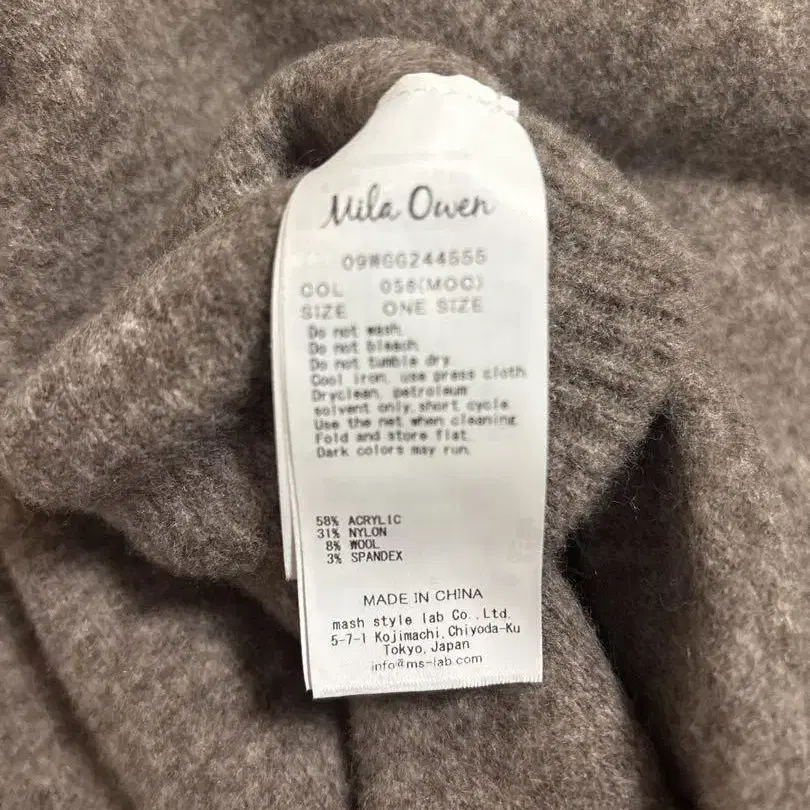 Mila Owen
09WGG244555
COL 058(MOC)
SIZE ONE SIZE
Do not wash.
Do not bleach.
Do not tumble dry.
Cool iron, use press cloth.
Dryclean, petroleum
solvent only,short cycle.
Use the net when cleaning.
Fold and store flat.
Dark colors may run.
58% ACRYLIC
31% NYLON
8% WOOL
3% SPANDEX
MADE IN CHINA
mash style lab Co.,Ltd.
5-7-1 Kojimachi,Chiyoda-Ku
Tokyo,Japan
info@ms-lab.com